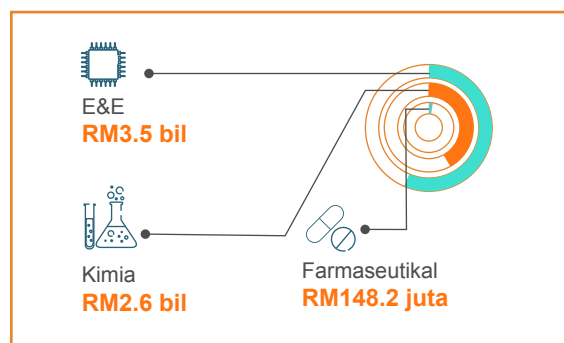 E&E
RM3.5 bil
Kimia
RM2.6 bil
Farmaseutikal
RM148.2 juta